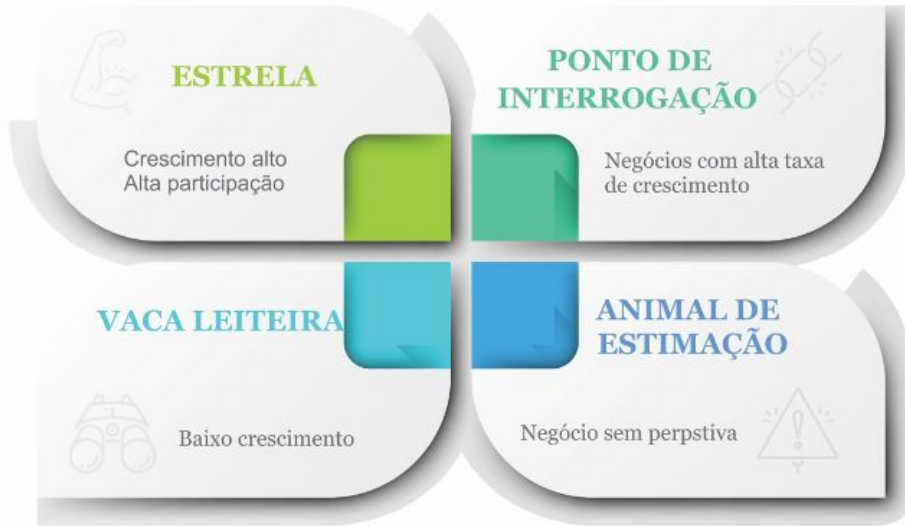 ESTRELA
Crescimento alto
Alta participação
PONTO DE
INTERROGAÇÃO
Negócios com alta taxa
de crescimento
VACA LEITEIRA
Baixo crescimento
ANIMAL DE
ESTIMAÇÃO
Negócio sem perpstiva